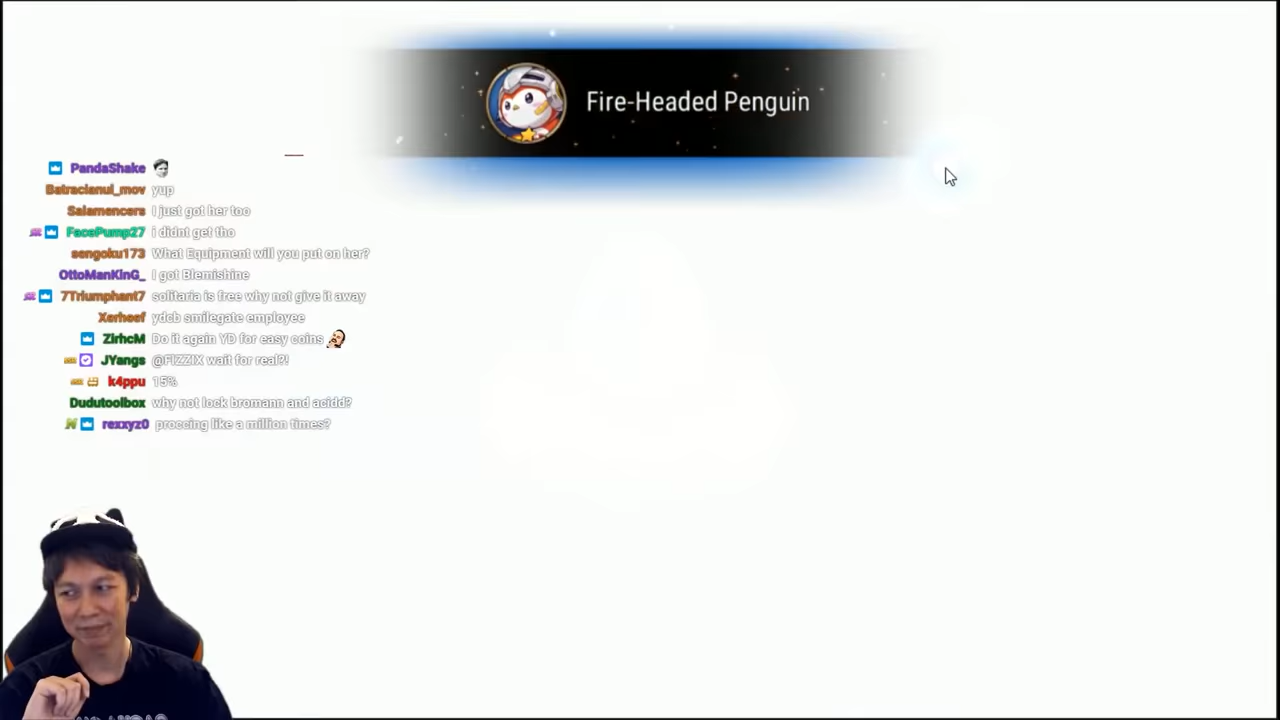 Fire-Headed Penguin
PandaShake
Batracianul_mov yup
Salamencers I just got her too
FacePump27 i didnt get tho
sengoku173 What Equipment will you put on her?
OttoManKinG_ I got Blemishine
7Triumphant7 solitaria is free why not give it away
Xerheef ydcb smilegate employee
ZirhcM Do it again YD for easy coins
JYangs @FIZZIX wait for real?!
k4ppu 15%
Dudutoolbox why not lock bromann and acidd?
rexxyz0 proccing like a million times?